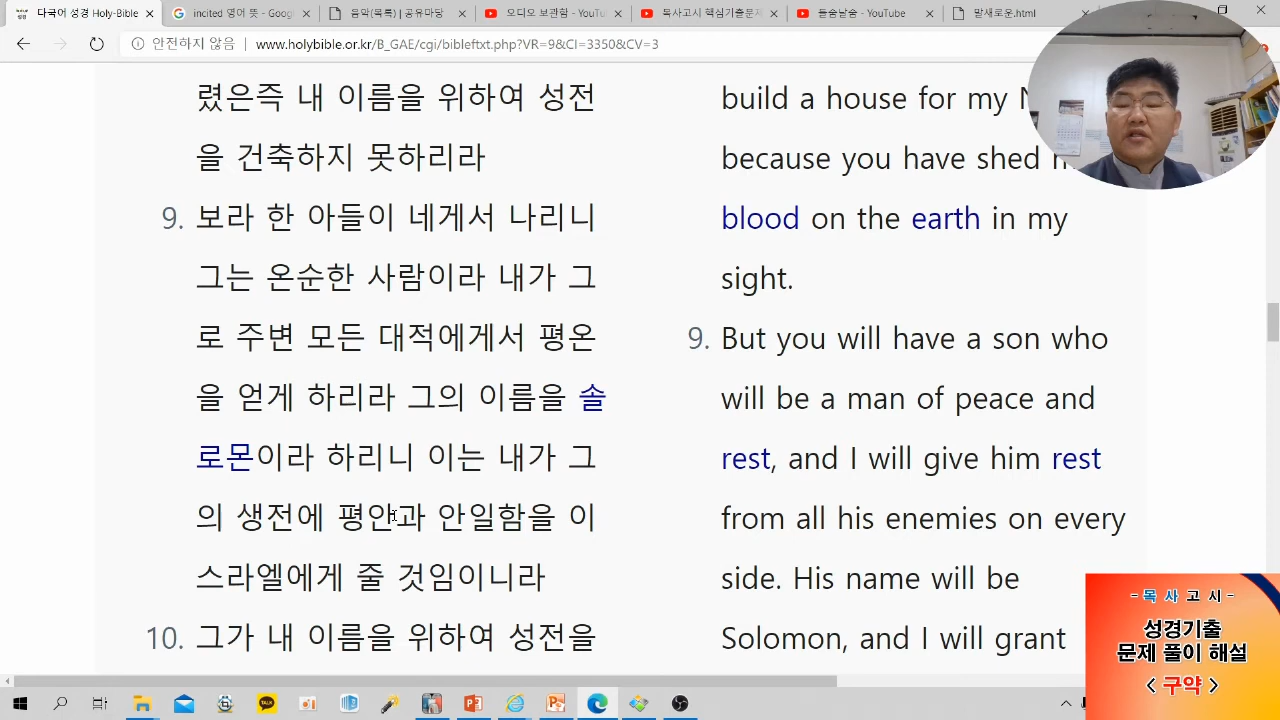 다국어 성경 Holy-Bible
incited 영어 뜻 - Goog
음악(목록) | 공유마당
오디오 보관함 - YouTu
목사고시 핵심기출문
들숨날숨 - YouTube
말새로운.html
안전하지 않음
www.holybible.or.kr/B_GAE/cgi/bibleftxt.php?VR=9&CI=3350&CV=3
렸은즉 내 이름을 위하여 성전
을 건축하지 못하리라
9. 보라 한 아들이 네게서 나리니
그는 온순한 사람이라 내가 그
로 주변 모든 대적에게서 평온
을 얻게 하리라 그의 이름을 솔
로몬이라 하리니 이는 내가 그
의 생전에 평안과 안일함을 이
스라엘에게 줄 것임이니라
10. 그가 내 이름을 위하여 성전을
build a house for my
because you have shed
blood on the earth in my
sight.
9. But you will have a son who
will be a man of peace and
rest, and I will give him rest
from all his enemies on every
side. His name will be
Solomon, and I will grant
- 목 사 고 시 -
성경기출
문제 풀이 해설
< 구약 >
TALK